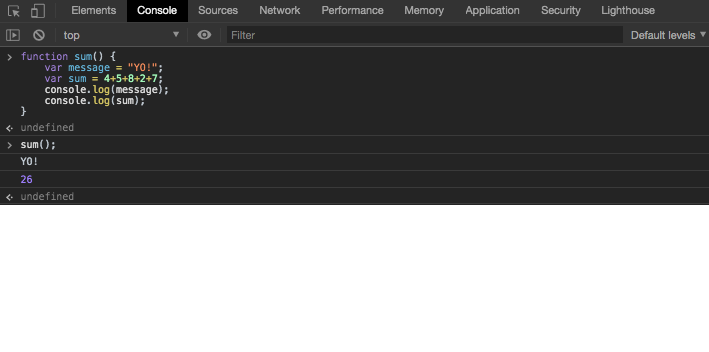 Elements Console Sources Network Performance Memory Application Security Lighthouse
top Filter Default levels
function sum() {
    var message = "YO!";
    var sum = 4+5+8+2+7;
    console.log(message);
    console.log(sum);
}
undefined
sum();
YO!
26
undefined